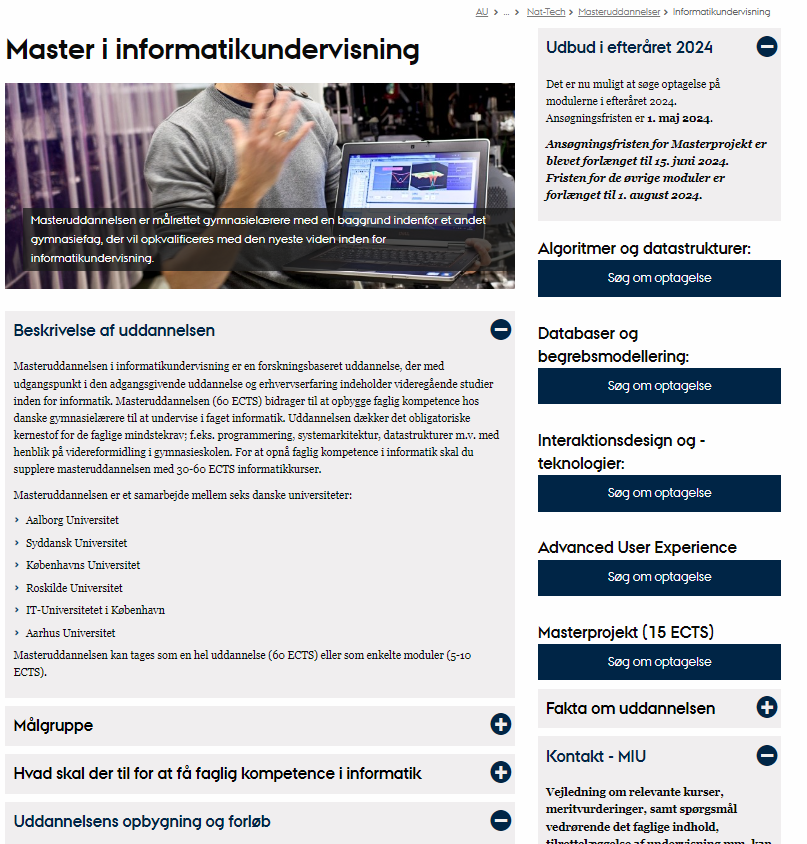 AU > ... > Nat-Tech > Masteruddannelser > Informatikundervisning
Master i informatikundervisning
Masteruddannelsen er målrettet gymnasielærere med en baggrund indenfor et andet
gymnasiefag, der vil opkvalificeres med den nyeste viden inden for
informatikundervisning.
Beskrivelse af uddannelsen
Masteruddannelsen i informatikundervisning er en forskningsbaseret uddannelse, der med
udgangspunkt i den adgangsgivende uddannelse og erhvervserfaring indeholder videregående studier
inden for informatik. Masteruddannelsen (60 ECTS) bidrager til at opbygge faglig kompetence hos
danske gymnasielærere til at undervise i faget informatik. Uddannelsen dækker det obligatoriske
kernestof for de faglige mindstekrav; f.eks. programmering, systemarkitektur, datastrukturer m.v. med
henblik på videreformidling i gymnasieskolen. For at opnå faglig kompetence i informatik skal du
supplere masteruddannelsen med 30-60 ECTS informatikkurser.
Masteruddannelsen er et samarbejde mellem seks danske universiteter:
› Aalborg Universitet
› Syddansk Universitet
› Københavns Universitet
› Roskilde Universitet
› IT-Universitetet i København
› Aarhus Universitet
Masteruddannelsen kan tages som en hel uddannelse (60 ECTS) eller som enkelte moduler (5-10
ECTS).
Målgruppe
Hvad skal der til for at få faglig kompetence i informatik
Uddannelsens opbygning og forløb
Udbud i efteråret 2024
Det er nu muligt at søge optagelse på
modulerne i efteråret 2024.
Ansøgningsfristen er 1. maj 2024.
Ansøgningsfristen for Masterprojekt er
blevet forlænget til 15. juni 2024.
Fristen for de øvrige moduler er
forlænget til 1. august 2024.
Algoritmer og datastrukturer:
Søg om optagelse
Databaser og
begrebsmodellering:
Søg om optagelse
Interaktionsdesign og -
teknologier:
Søg om optagelse
Advanced User Experience
Søg om optagelse
Masterprojekt (15 ECTS)
Søg om optagelse
Fakta om uddannelsen
Kontakt - MIU
Vejledning om relevante kurser,
meritvurderinger, samt spørgsmål
vedrørende det faglige indhold,
tilrettelæggelse af undervisning mm. kan